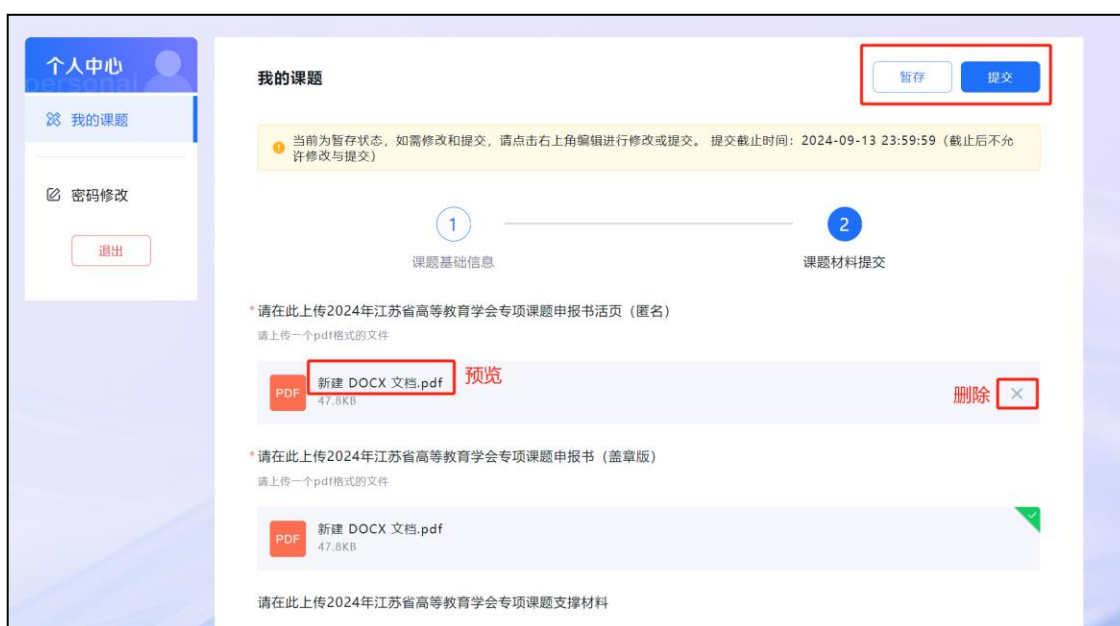 个人中心
personal
我的课题
密码修改
退出
我的课题
暂存
提交
当前为暂存状态，如需修改和提交，请点击右上角编辑进行修改或提交。 提交截止时间：2024-09-13 23:59:59（截止后不允
许修改与提交）
1
2
课题基础信息
课题材料提交
*请在此上传2024年江苏省高等教育学会专项课题申报书活页（匿名）
请上传一个pdf格式的文件
PDF
新建 DOCX 文档.pdf
预览
47.8KB
删除
*请在此上传2024年江苏省高等教育学会专项课题申报书（盖章版）
请上传一个pdf格式的文件
PDF
新建 DOCX 文档.pdf
47.8KB
请在此上传2024年江苏省高等教育学会专项课题支撑材料